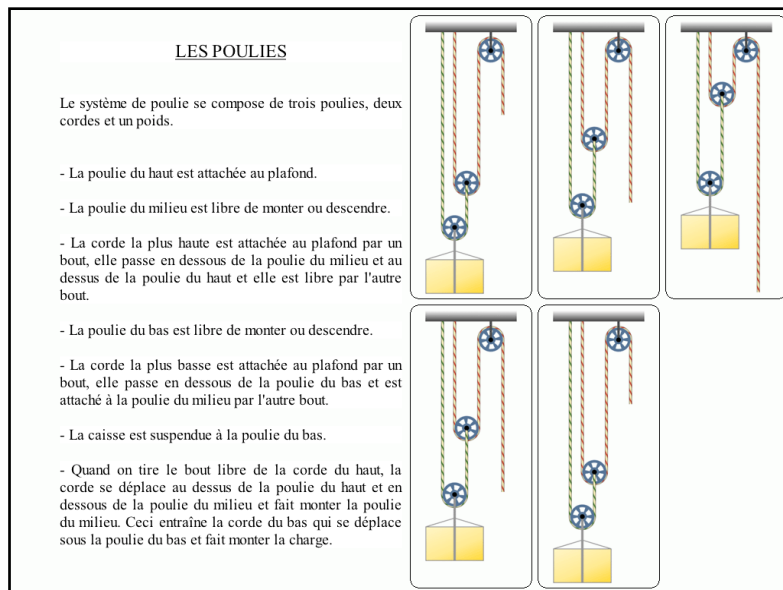 LES POULIES
Le système de poulie se compose de trois poulies, deux
cordes et un poids.
- La poulie du haut est attachée au plafond.
- La poulie du milieu est libre de monter ou descendre.
- La corde la plus haute est attachée au plafond par un
bout, elle passe en dessous de la poulie du milieu et au
dessus de la poulie du haut et elle est libre par l'autre
bout.
- La poulie du bas est libre de monter ou descendre.
- La corde la plus basse est attachée au plafond par un
bout, elle passe en dessous de la poulie du bas et est
attaché à la poulie du milieu par l'autre bout.
- La caisse est suspendue à la poulie du bas.
- Quand on tire le bout libre de la corde du haut, la
corde se déplace au dessus de la poulie du haut et en
dessous de la poulie du milieu et fait monter la poulie
du milieu. Ceci entraîne la corde du bas qui se déplace
sous la poulie du bas et fait monter la charge.